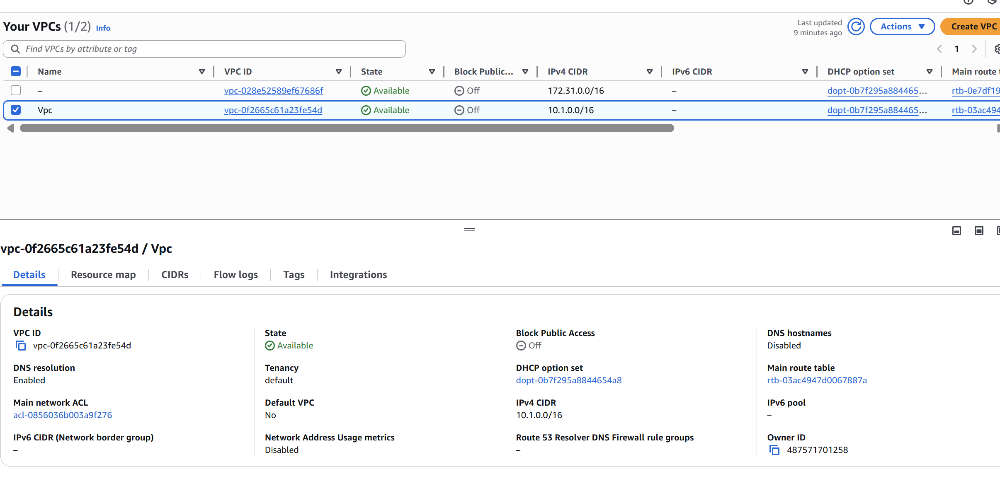 Your VPCs (1/2) Info
Last updated
9 minutes ago
Actions
Create VPC
Find VPCs by attribute or tag
1
Name VPC ID State Block Public... IPv4 CIDR IPv6 CIDR DHCP option set Main route
– vpc-028e52589ef67686f Available Off 172.31.0.0/16 – dopt-0b7f295a884465... rtb-0e7df19
Vpc vpc-0f2665c61a23fe54d Available Off 10.1.0.0/16 – dopt-0b7f295a884465... rtb-03ac494
vpc-0f2665c61a23fe54d / Vpc
Details Resource map CIDRs Flow logs Tags Integrations
Details
VPC ID
vpc-0f2665c61a23fe54d
State
Available
Block Public Access
Off
DNS hostnames
Disabled
DNS resolution
Enabled
Tenancy
default
DHCP option set
dopt-0b7f295a8844654a8
Main route table
rtb-03ac4947d0067887a
Main network ACL
acl-0856036b003a9f276
Default VPC
No
IPv4 CIDR
10.1.0.0/16
IPv6 pool
–
IPv6 CIDR (Network border group)
–
Network Address Usage metrics
Disabled
Route 53 Resolver DNS Firewall rule groups
–
Owner ID
487571701258